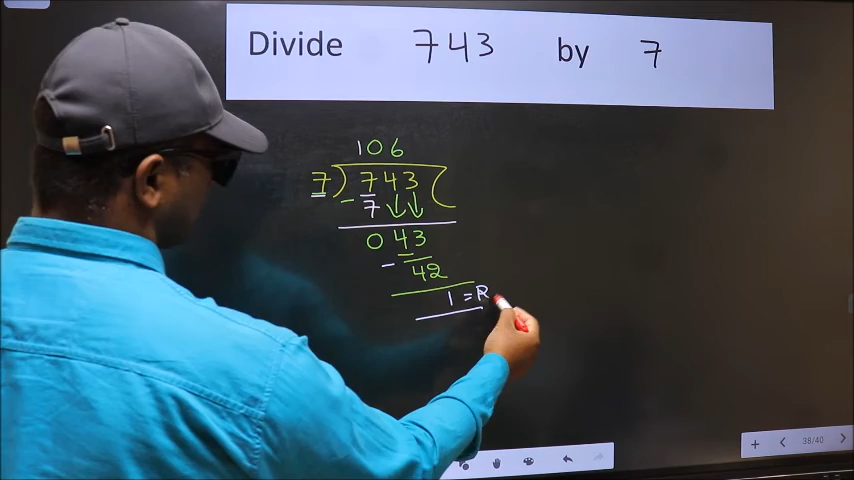 Divide 743 by 7
106
7 ) 743 (
- 7
043
- 42
1 = R
38/40